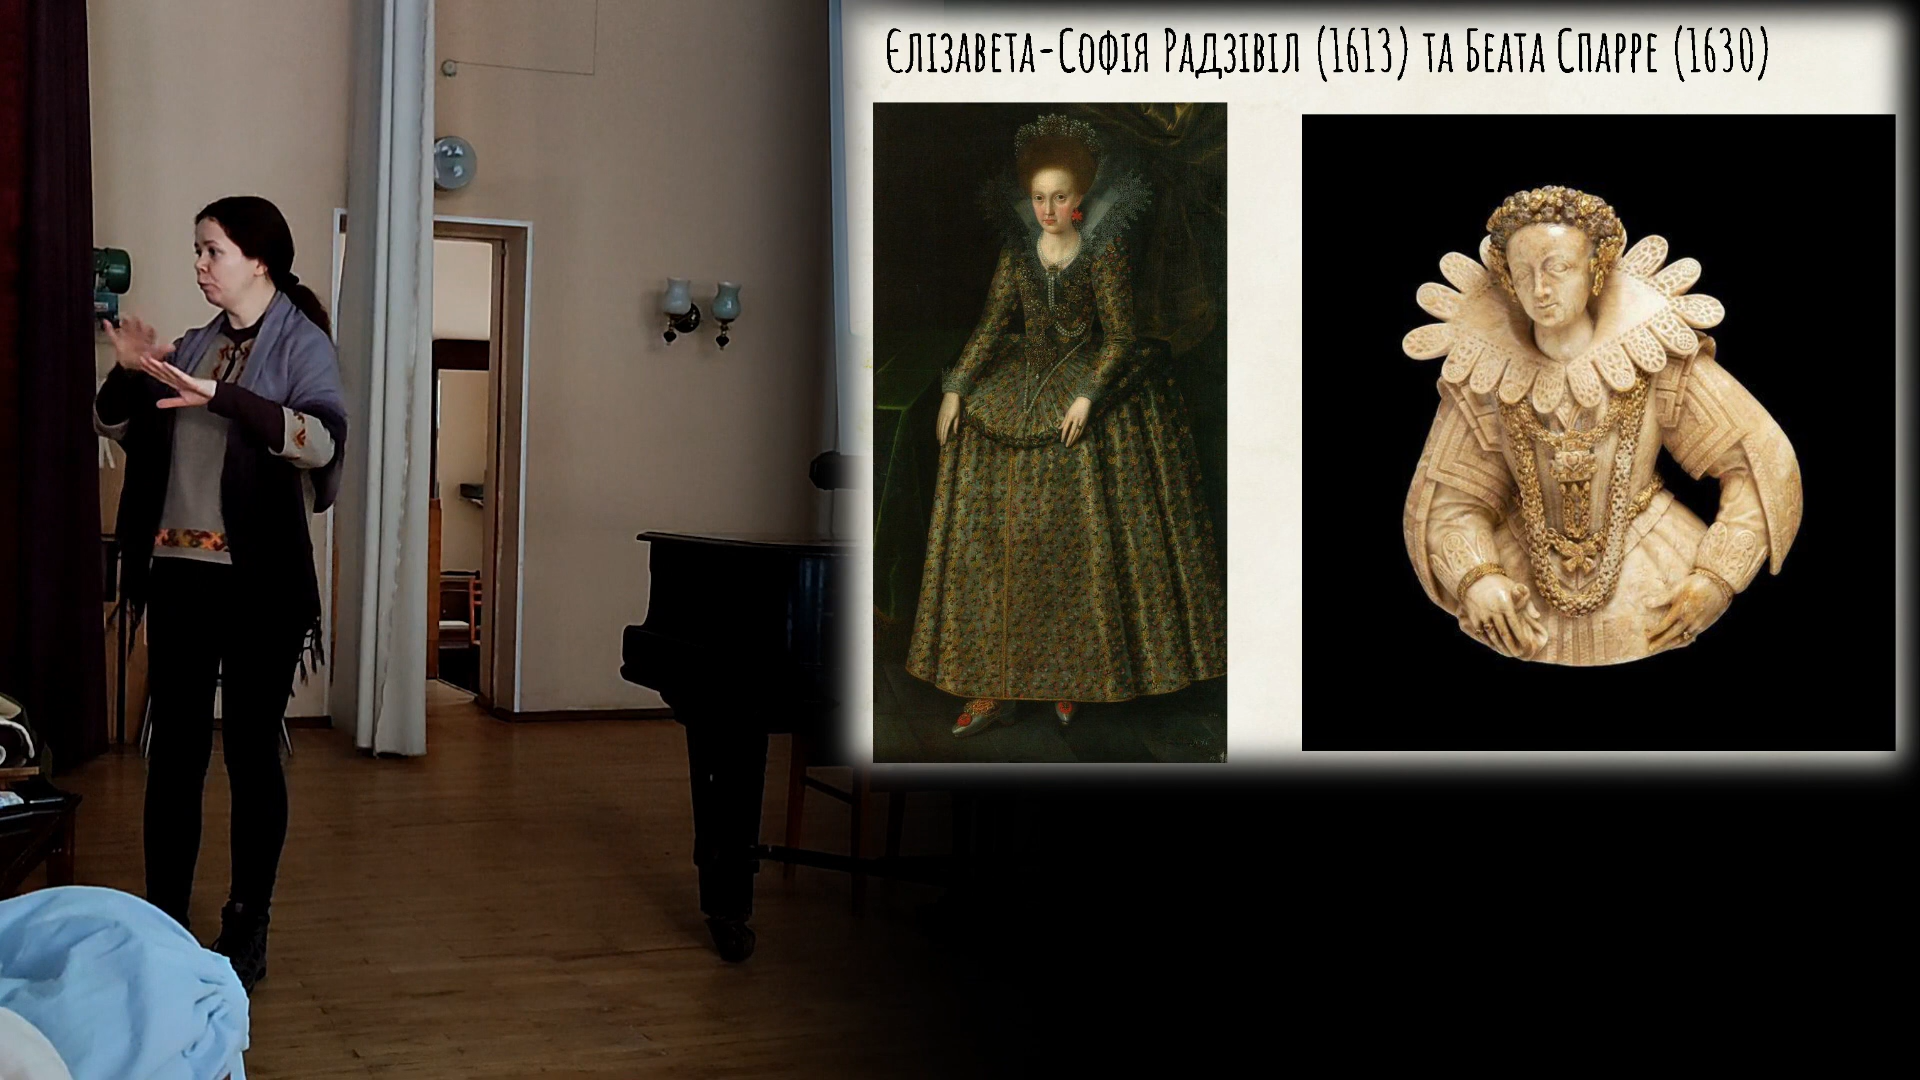 Єлізавета-Софія Радзівіл (1613) та Беата Спарре (1630)